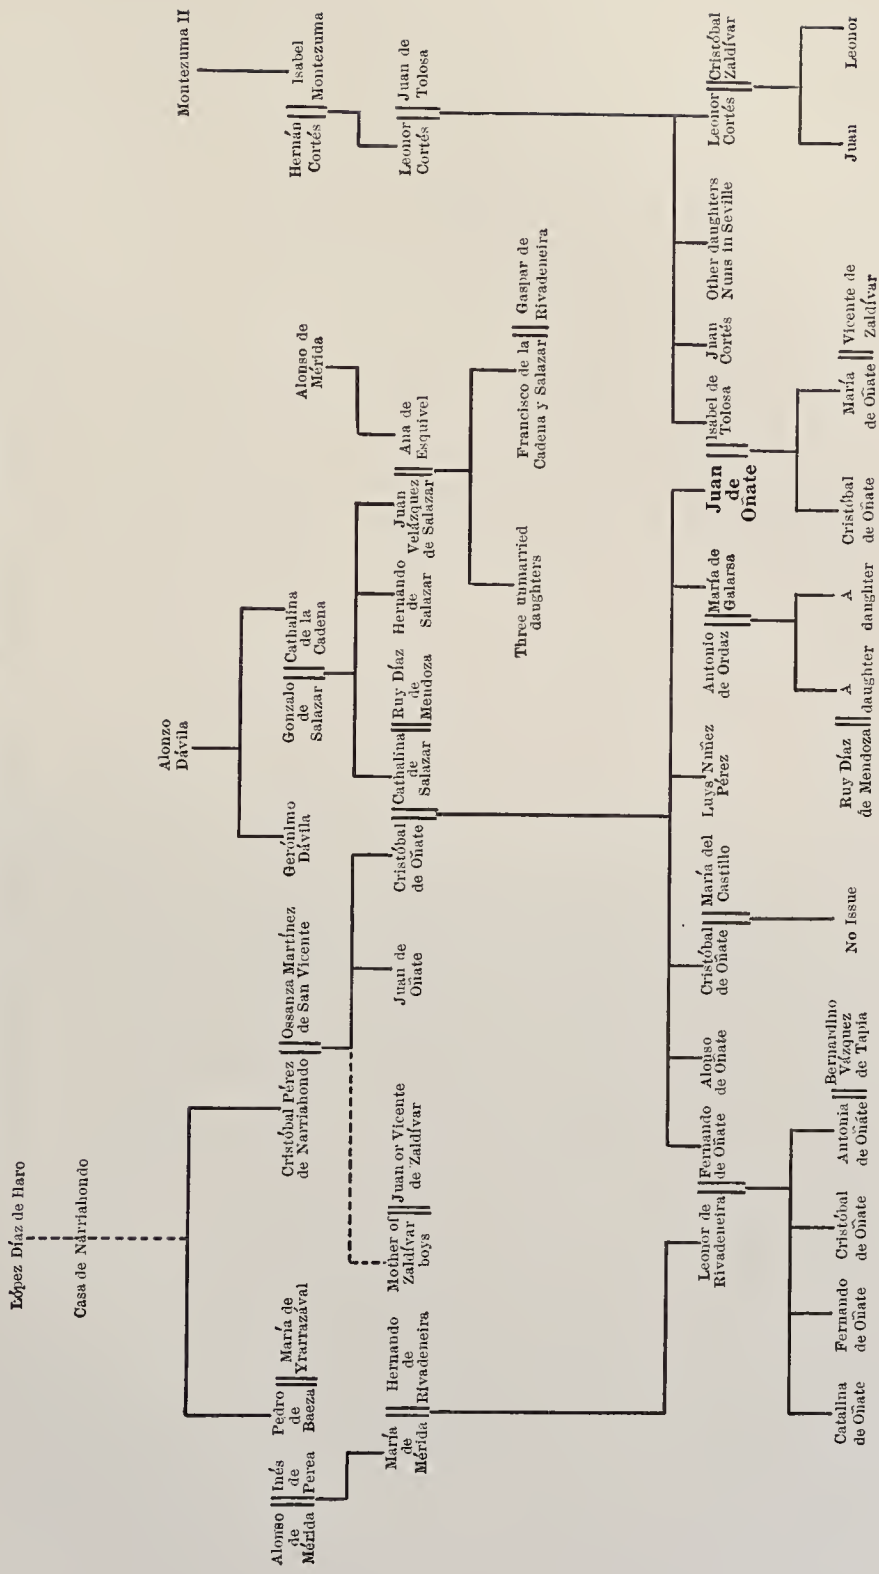 López Díaz de Haro
Casa de Narriahondo
Alonzo
Dávila
Montezuma II
Alonso
de
Mérida
Inés
de
Perea
Pedro
de
Baeza
María de
Yrarrazával
Cristóbal Pérez
de Narriahondo
Ossanza Martínez
de San Vicente
Gerónimo
Dávila
Gonzalo
de
Salazar
Cathalina
de la
Cadena
Alonso de
Mérida
Hernán
Cortés
Isabel
Montezuma
María
de
Mérida
Hernando
de
Rivadeneira
Mother of
Zaldívar
boys
Juan or Vicente
de Zaldívar
Juan de
Oñate
Cristóbal
de Oñate
Cathalina
de
Salazar
Ruy Díaz
de
Mendoza
Hernando
de
Salazar
Juan
Velázquez
de Salazar
Ana de
Esquivel
Leonor
Cortés
Juan de
Tolosa
Three unmarried
daughters
Francisco de la
Cadena y Salazar
Gaspar de
Rivadeneira
Leonor de
Rivadeneira
Fernando
de Oñate
Alonso
de Oñate
Cristóbal
de Oñate
María del
Castillo
Luys Nuñez
Pérez
Antonio
de Ordaz
María de
Galarsa
Juan
de
Oñate
Isabel de
Tolosa
Juan
Cortés
Other daughters
Nuns in Seville
Leonor
Cortés
Cristóbal
Zaldívar
Catalina
de Oñate
Fernando
de Oñate
Cristóbal
de Oñate
Antonia
de Oñate
Bernardino
Vázquez
de Tapia
No Issue
Ruy Díaz
de Mendoza
A
daughter
A
daughter
Cristóbal
de Oñate
María
de Oñate
Vicente de
Zaldívar
Juan
Leonor